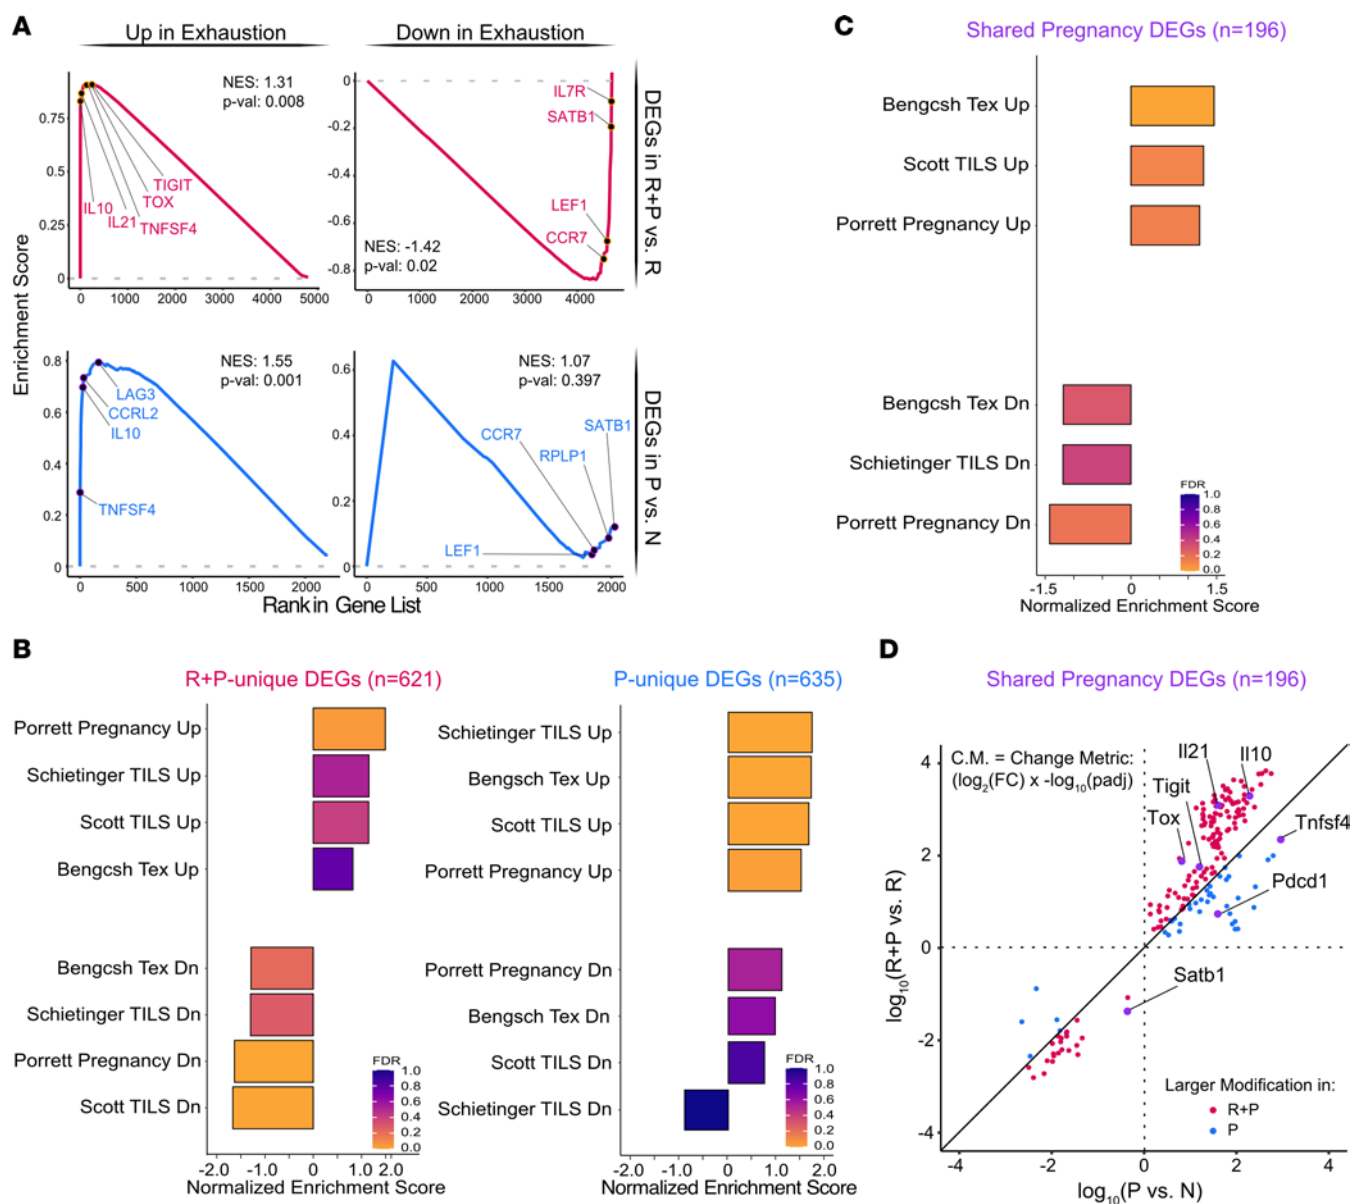 A
Up in Exhaustion
Down in Exhaustion
Enrichment Score
NES: 1.31
p-val: 0.008
TIGIT
TOX
IL10
IL21
TNFSF4
0.75
0.5
0.25
0
0 1000 2000 3000 4000 5000
0
-0.2
-0.4
-0.6
-0.8
IL7R
SATB1
LEF1
CCR7
NES: -1.42
p-val: 0.02
0 1000 2000 3000 4000
DEGs in R+P vs. R
0.8
0.6
0.4
0.2
0
NES: 1.55
p-val: 0.001
LAG3
CCRL2
IL10
TNFSF4
0 500 1000 1500 2000
0.6
0.4
0.2
0
NES: 1.07
p-val: 0.397
SATB1
CCR7
RPLP1
LEF1
0 500 1000 1500 2000
DEGs in P vs. N
Rank in Gene List
B
R+P-unique DEGs (n=621)
Porrett Pregnancy Up
Schietinger TILS Up
Scott TILS Up
Bengcsh Tex Up
Bengcsh Tex Dn
Schietinger TILS Dn
Porrett Pregnancy Dn
Scott TILS Dn
FDR
1.0
0.8
0.6
0.4
0.2
0.0
-2.0 -1.0 0 1.0 2.0
Normalized Enrichment Score
P-unique DEGs (n=635)
Schietinger TILS Up
Bengsch Tex Up
Scott TILS Up
Porrett Pregnancy Up
Porrett Pregnancy Dn
Bengsch Tex Dn
Scott TILS Dn
Schietinger TILS Dn
FDR
1.0
0.8
0.6
0.4
0.2
0.0
-2.0 -1.0 0 1.0 2.0
Normalized Enrichment Score
C
Shared Pregnancy DEGs (n=196)
Bengcsh Tex Up
Scott TILS Up
Porrett Pregnancy Up
Bengcsh Tex Dn
Schietinger TILS Dn
Porrett Pregnancy Dn
FDR
1.0
0.8
0.6
0.4
0.2
0.0
-1.5 0 1.5
Normalized Enrichment Score
D
Shared Pregnancy DEGs (n=196)
C.M. = Change Metric:
(log2(FC) x -log10(padj)
Il21
Il10
Tigit
Tox
Tnfsf4
Pdcd1
Satb1
4
2
0
-2
-4
log10(R+P vs. R)
Larger Modification in:
R+P
P
-4 -2 0 2 4
log10(P vs. N)